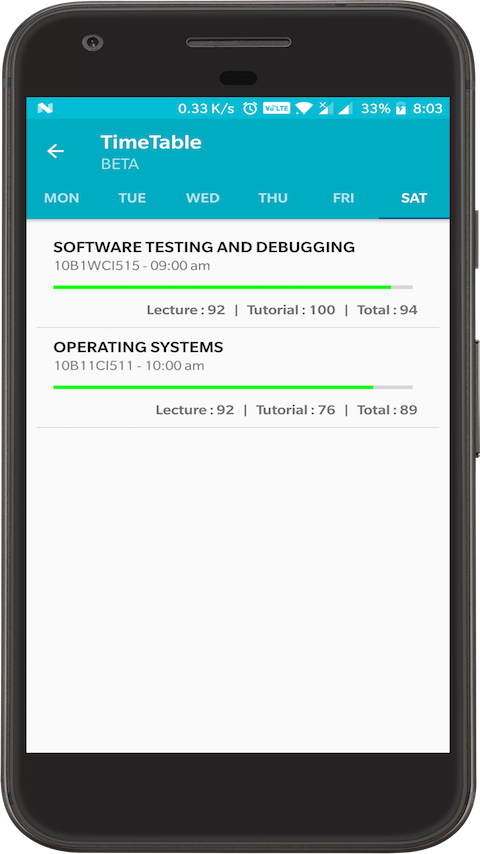 0.33 K/s VoLTE 33% 8:03
TimeTable
BETA
MON TUE WED THU FRI SAT
SOFTWARE TESTING AND DEBUGGING
10B1WCI515 - 09:00 am
Lecture : 92 | Tutorial : 100 | Total : 94
OPERATING SYSTEMS
10B11CI511 - 10:00 am
Lecture : 92 | Tutorial : 76 | Total : 89